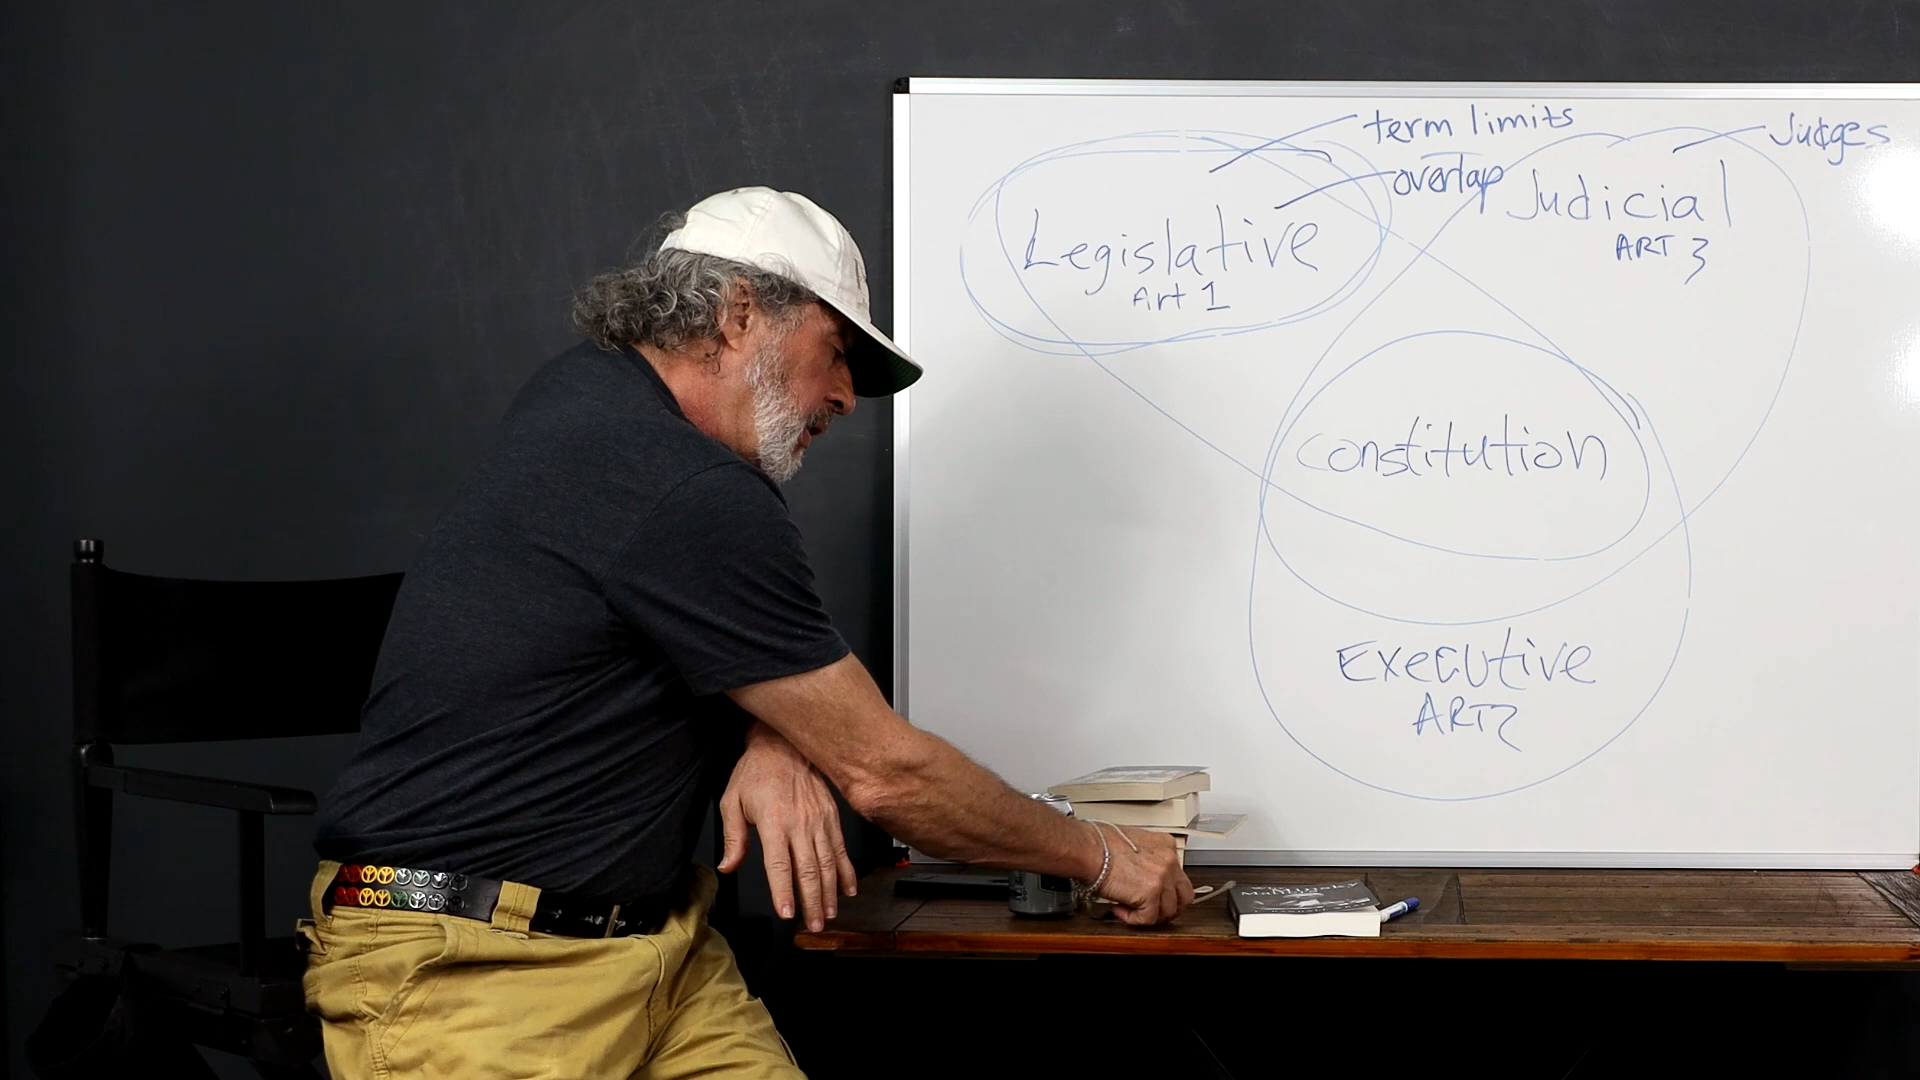 term limits
overlap
Judges
Legislative
Art 1
Judicial
ART 3
constitution
Executive
ART2